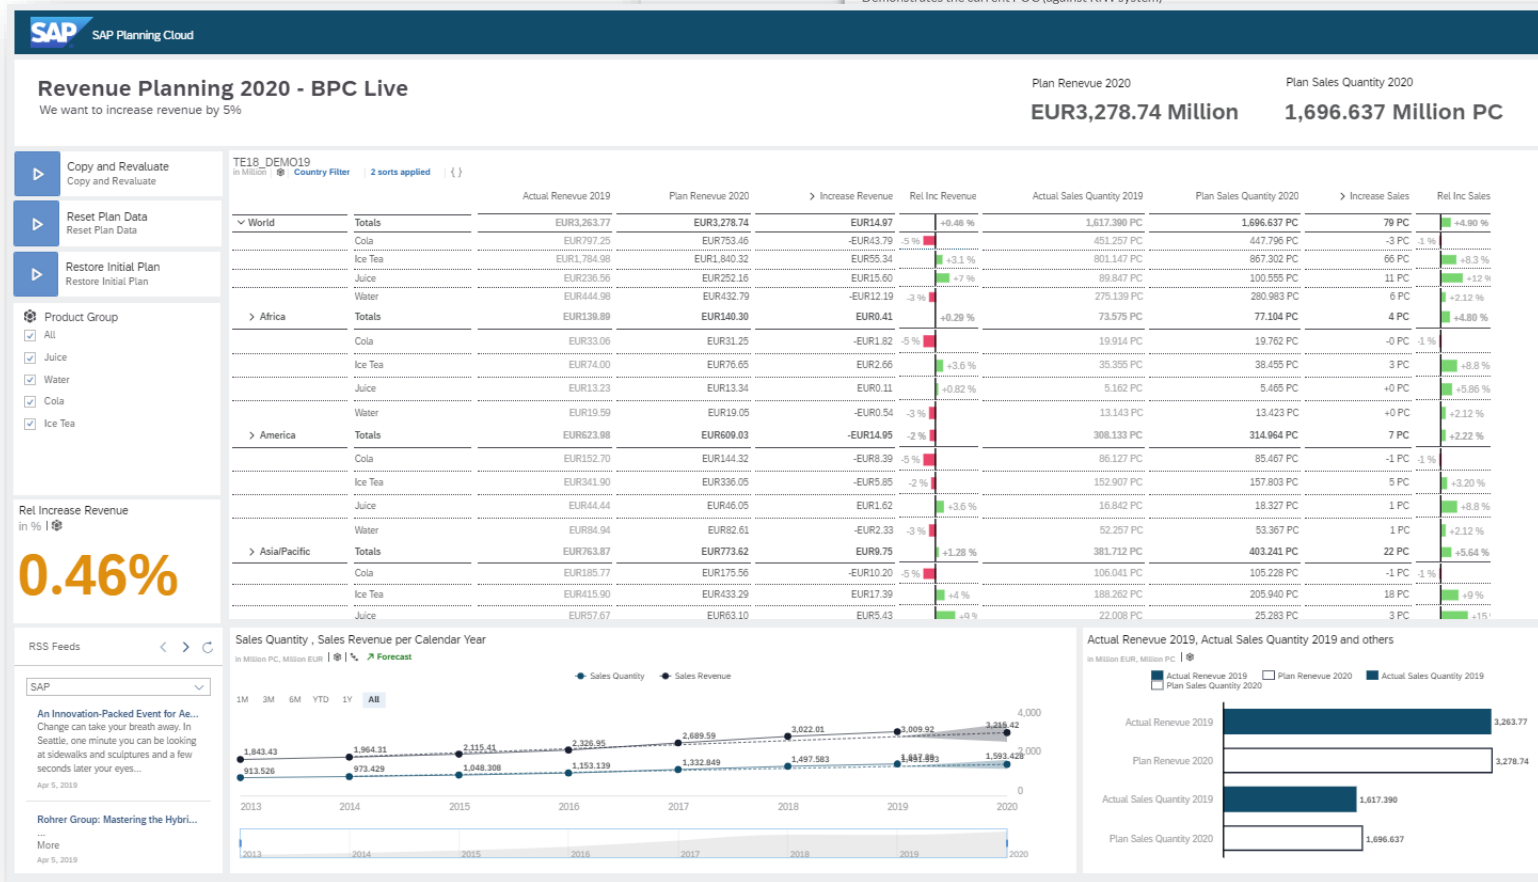 SAP SAP Planning Cloud
Revenue Planning 2020 - BPC Live
We want to increase revenue by 5%
Plan Renevue 2020
EUR3,278.74 Million
Plan Sales Quantity 2020
1,696.637 Million PC
Copy and Revaluate
Copy and Revaluate
Reset Plan Data
Reset Plan Data
Restore Initial Plan
Restore Initial Plan
Product Group
All
Juice
Water
Cola
Ice Tea
Rel Increase Revenue
in %
0.46%
TE18_DEMO19
in Million Country Filter 2 sorts applied { }
Actual Renevue 2019 Plan Renevue 2020 > Increase Revenue Rel Inc Revenue Actual Sales Quantity 2019 Plan Sales Quantity 2020 > Increase Sales Rel Inc Sales
World Totals EUR3,263.77 EUR3,278.74 EUR14.97 +0.46 % 1,617.390 PC 1,696.637 PC 79 PC +4.90 %
Cola EUR797.25 EUR753.46 -EUR43.79 -5 % 451.257 PC 447.796 PC -3 PC -1 %
Ice Tea EUR1,784.98 EUR1,840.32 EUR55.34 +3.1 % 801.147 PC 867.302 PC 66 PC +8.3 %
Juice EUR236.56 EUR252.16 EUR15.60 +7 % 89.847 PC 100.555 PC 11 PC +12 %
Water EUR444.98 EUR432.79 -EUR12.19 -3 % 275.139 PC 280.983 PC 6 PC +2.12 %
> Africa Totals EUR139.89 EUR140.30 EUR0.41 +0.29 % 73.575 PC 77.104 PC 4 PC +4.80 %
Cola EUR33.06 EUR31.25 -EUR1.82 -5 % 19.914 PC 19.762 PC -0 PC -1 %
Ice Tea EUR74.00 EUR76.65 EUR2.66 +3.6 % 35.355 PC 38.455 PC 3 PC +8.8 %
Juice EUR13.23 EUR13.34 EUR0.11 +0.82 % 5.162 PC 5.465 PC +0 PC +5.86 %
Water EUR19.59 EUR19.05 -EUR0.54 -3 % 13.143 PC 13.423 PC +0 PC +2.12 %
> America Totals EUR623.98 EUR609.03 -EUR14.95 -2 % 308.133 PC 314.964 PC 7 PC +2.22 %
Cola EUR152.70 EUR144.32 -EUR8.39 -5 % 86.127 PC 85.467 PC -1 PC -1 %
Ice Tea EUR341.90 EUR336.05 -EUR5.85 -2 % 152.907 PC 157.803 PC 5 PC +3.20 %
Juice EUR44.44 EUR46.05 EUR1.62 +3.6 % 16.842 PC 18.327 PC 1 PC +8.8 %
Water EUR84.94 EUR82.61 -EUR2.33 -3 % 52.257 PC 53.367 PC 1 PC +2.12 %
> Asia/Pacific Totals EUR763.87 EUR773.62 EUR9.75 +1.28 % 381.712 PC 403.241 PC 22 PC +5.64 %
Cola EUR185.77 EUR175.56 -EUR10.20 -5 % 106.041 PC 105.228 PC -1 PC -1 %
Ice Tea EUR415.90 EUR433.29 EUR17.39 +4 % 188.262 PC 205.940 PC 18 PC +9 %
Juice EUR57.67 EUR63.10 EUR5.43 +9 % 22.008 PC 25.283 PC 3 PC +15
RSS Feeds
SAP
An Innovation-Packed Event for Ae...
Change can take your breath away. In
Seattle, one minute you can be looking
at sidewalks and sculptures and a few
seconds later your eyes...
Apr 5, 2019
Rohrer Group: Mastering the Hybri...
...
More
Apr 5, 2019
Sales Quantity , Sales Revenue per Calendar Year
in Million PC, Million EUR Forecast
Sales Quantity Sales Revenue
1M 3M 6M YTD 1Y All
4,000
2,000
0
1,843.43 1,964.31 2,115.41 2,326.95 2,689.59 3,022.01 3,009.92 3,215.42
913.526 973.429 1,048.308 1,153.139 1,332.849 1,497.583 1,593.428
2013 2014 2015 2016 2017 2018 2019 2020
2013 2014 2015 2016 2017 2018 2019 2020
Actual Renevue 2019, Actual Sales Quantity 2019 and others
in Million EUR, Million PC
Actual Renevue 2019 Plan Renevue 2020 Actual Sales Quantity 2019
Plan Sales Quantity 2020
Actual Renevue 2019 3,263.77
Plan Renevue 2020 3,278.74
Actual Sales Quantity 2019 1,617.390
Plan Sales Quantity 2020 1,696.637